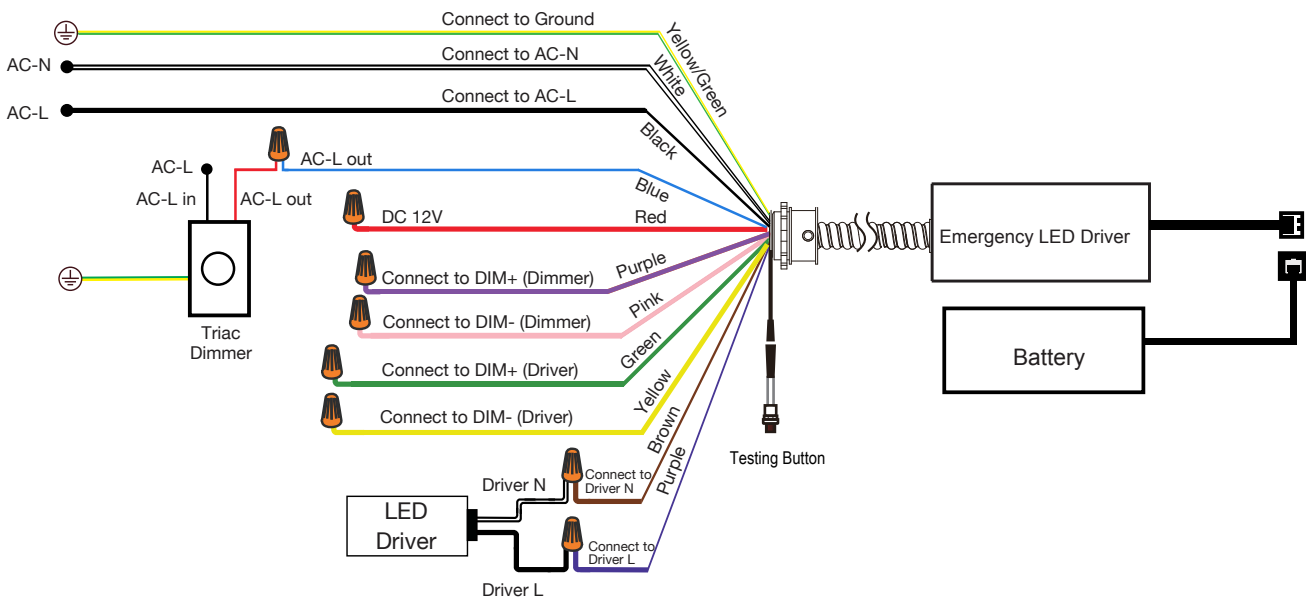 Connect to Ground
Yellow/Green
AC-N
Connect to AC-N
White
AC-L
Connect to AC-L
Black
AC-L
AC-L out
Blue
AC-L in
AC-L out
DC 12V
Red
Emergency LED Driver
Connect to DIM+ (Dimmer)
Purple
Connect to DIM- (Dimmer)
Pink
Triac
Dimmer
Connect to DIM+ (Driver)
Green
Battery
Connect to DIM- (Driver)
Yellow
Brown
Purple
Testing Button
Driver N
Connect to
Driver N
LED
Driver
Connect to
Driver L
Driver L